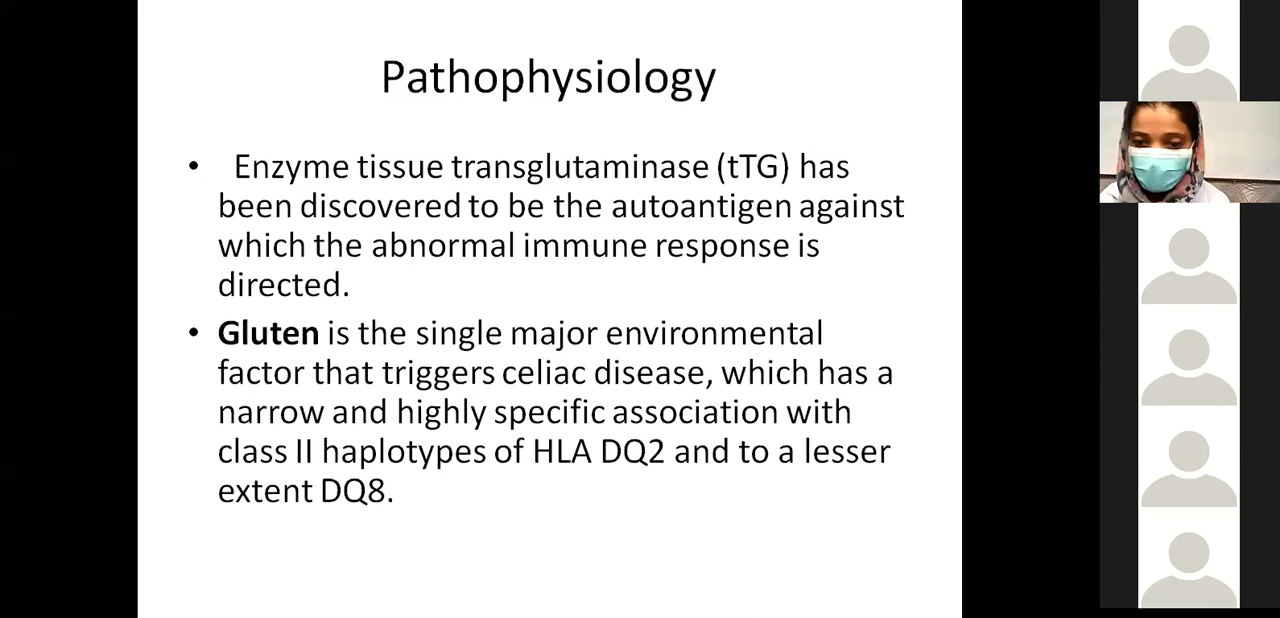 Pathophysiology
• Enzyme tissue transglutaminase (tTG) has
been discovered to be the autoantigen against
which the abnormal immune response is
directed.
• Gluten is the single major environmental
factor that triggers celiac disease, which has a
narrow and highly specific association with
class II haplotypes of HLA DQ2 and to a lesser
extent DQ8.